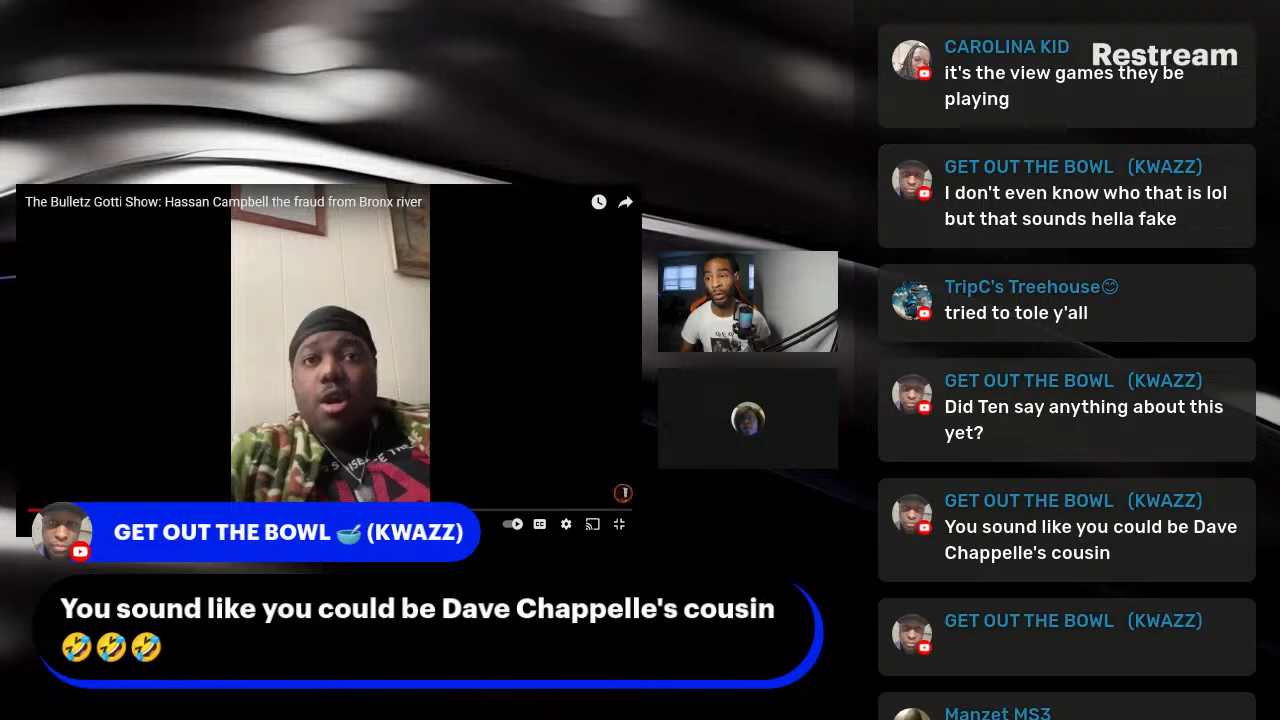 Restream
CAROLINA KID
it's the view games they be
playing
GET OUT THE BOWL (KWAZZ)
I don't even know who that is lol
but that sounds hella fake
TripC's Treehouse😊
tried to tole y'all
GET OUT THE BOWL (KWAZZ)
Did Ten say anything about this
yet?
GET OUT THE BOWL (KWAZZ)
You sound like you could be Dave
Chappelle's cousin
GET OUT THE BOWL (KWAZZ)
Manzet MS3
The Bulletz Gotti Show: Hassan Campbell the fraud from Bronx river
CC
GET OUT THE BOWL 🥣 (KWAZZ)
You sound like you could be Dave Chappelle's cousin
🤣🤣🤣